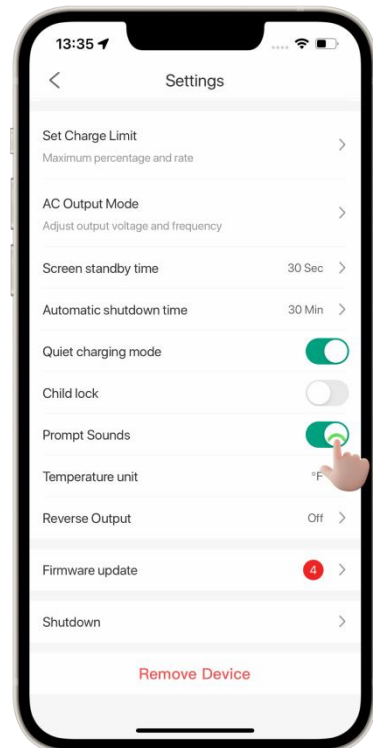 13:35
Settings
Set Charge Limit
Maximum percentage and rate
AC Output Mode
Adjust output voltage and frequency
Screen standby time 30 Sec
Automatic shutdown time 30 Min
Quiet charging mode
Child lock
Prompt Sounds
Temperature unit °F
Reverse Output Off
Firmware update 4
Shutdown
Remove Device